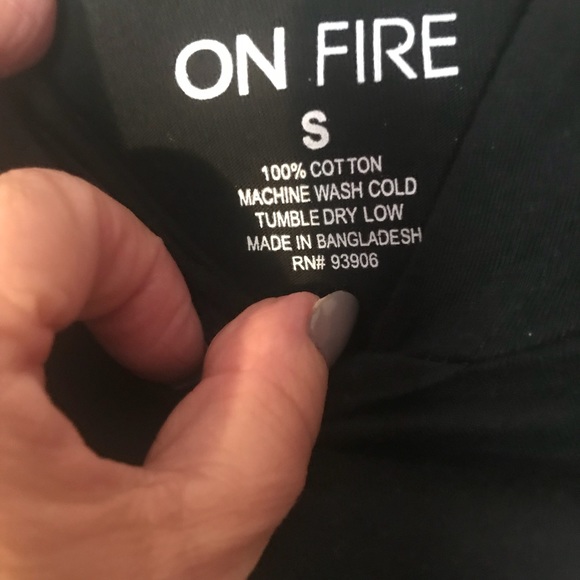 ON FIRE
S
100% COTTON
MACHINE WASH COLD
TUMBLE DRY LOW
MADE IN BANGLADESH
RN# 93906